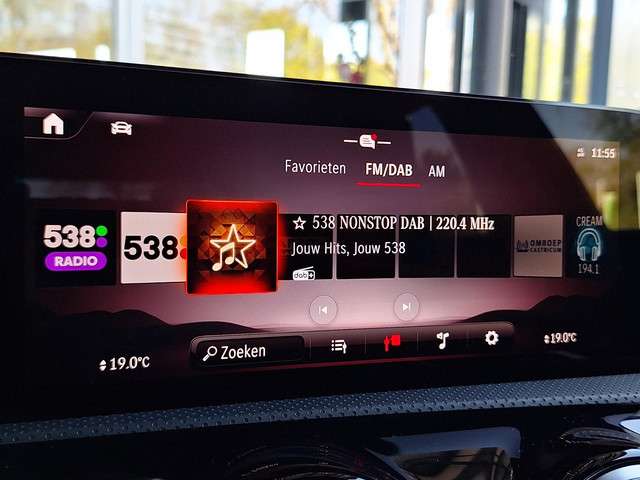 11:55
Favorieten FM/DAB AM
538 NONSTOP DAB | 220.4 MHz
Jouw Hits, Jouw 538
dab+
538
RADIO
538
OMROEP
CASTRICUM
CREAM
194.1
19.0°C
Zoeken
19.0°C